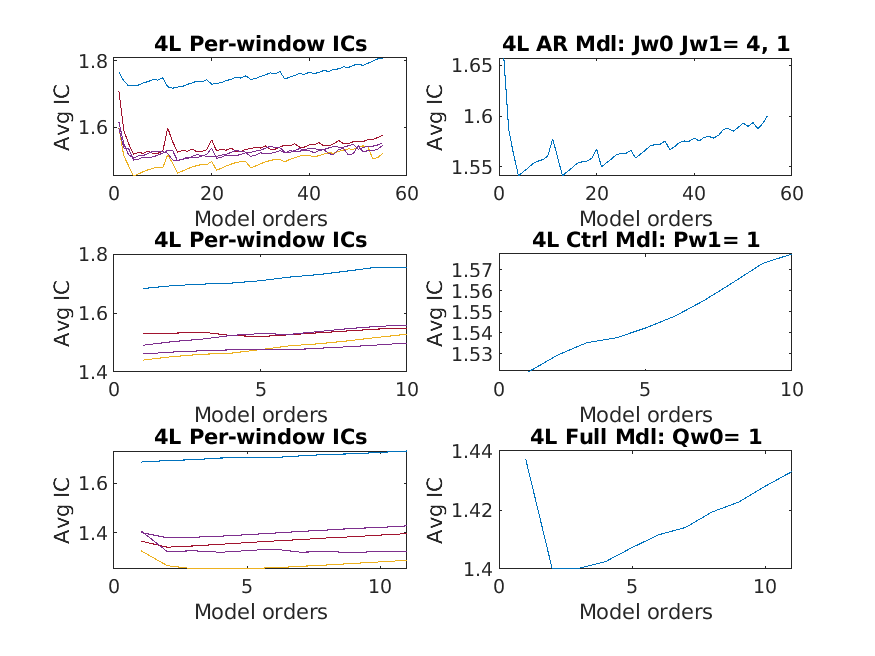 4L Per-window ICs
1.8
1.6
Avg IC
0 20 40 60
Model orders
4L AR Mdl: Jw0 Jw1= 4, 1
1.65
1.6
1.55
Avg IC
0 20 40 60
Model orders
4L Per-window ICs
1.8
1.6
1.4
Avg IC
0 5 10
Model orders
4L Ctrl Mdl: Pw1= 1
1.57
1.56
1.55
1.54
1.53
Avg IC
0 5 10
Model orders
4L Per-window ICs
1.6
1.4
Avg IC
0 5 10
Model orders
4L Full Mdl: Qw0= 1
1.44
1.42
1.4
Avg IC
0 5 10
Model orders